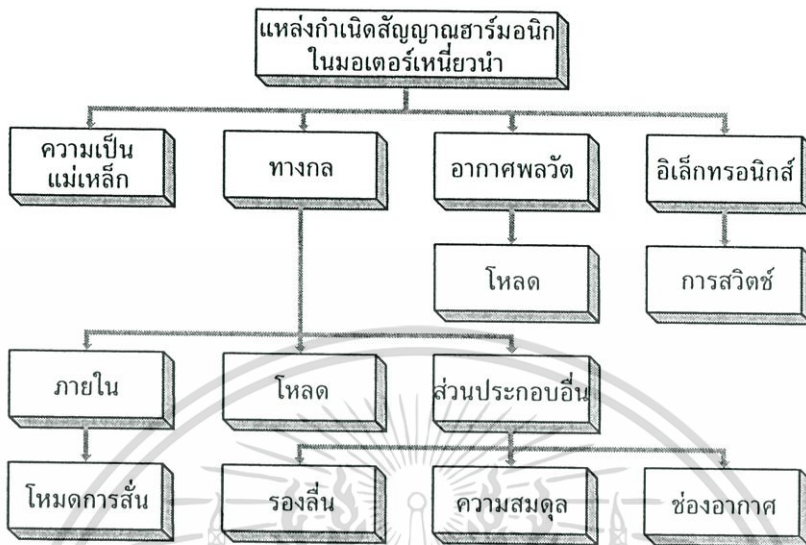 แหล่งกำเนิดสัญญาณฮาร์มอนิก
ในมอเตอร์เหนี่ยวนำ
ความเป็น
แม่เหล็ก
ทางกล
อากาศพลวัต
อิเล็กทรอนิกส์
โหลด
การสวิตช์
ภายใน
โหลด
ส่วนประกอบอื่น
โหมดการสั่น
รองลื่น
ความสมดุล
ช่องอากาศ